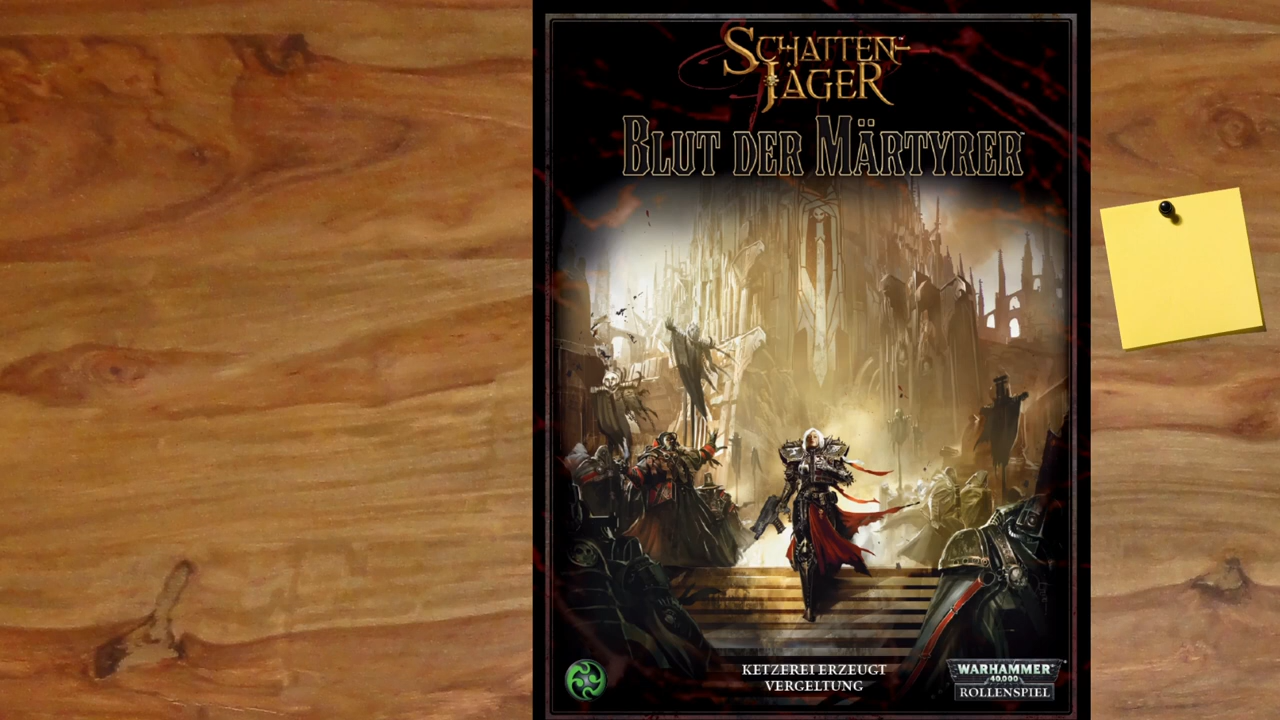 SCHATTEN-
JÄGER
BLUT DER MÄRTYRER
KETZEREI ERZEUGT
VERGELTUNG
WARHAMMER
40,000
ROLLENSPIEL